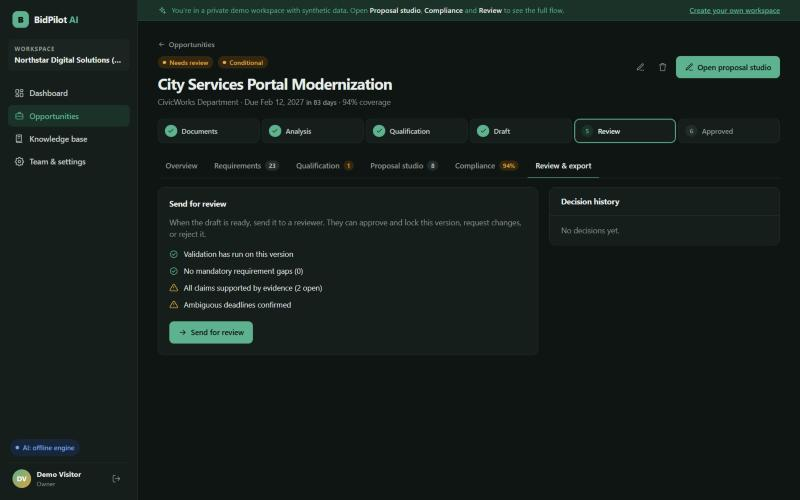 B BidPilot AI
You're in a private demo workspace with synthetic data. Open Proposal studio, Compliance and Review to see the full flow.
Create your own workspace
WORKSPACE
Northstar Digital Solutions (...
Dashboard
Opportunities
Knowledge base
Team & settings
AI: offline engine
DV Demo Visitor
Owner
← Opportunities
Needs review Conditional
City Services Portal Modernization
CivicWorks Department · Due Feb 12, 2027 in 83 days · 94% coverage
Open proposal studio
Documents Analysis Qualification Draft 5 Review 6 Approved
Overview Requirements 23 Qualification 1 Proposal studio 8 Compliance 94% Review & export
Send for review
When the draft is ready, send it to a reviewer. They can approve and lock this version, request changes,
or reject it.
Validation has run on this version
No mandatory requirement gaps (0)
All claims supported by evidence (2 open)
Ambiguous deadlines confirmed
→ Send for review
Decision history
No decisions yet.